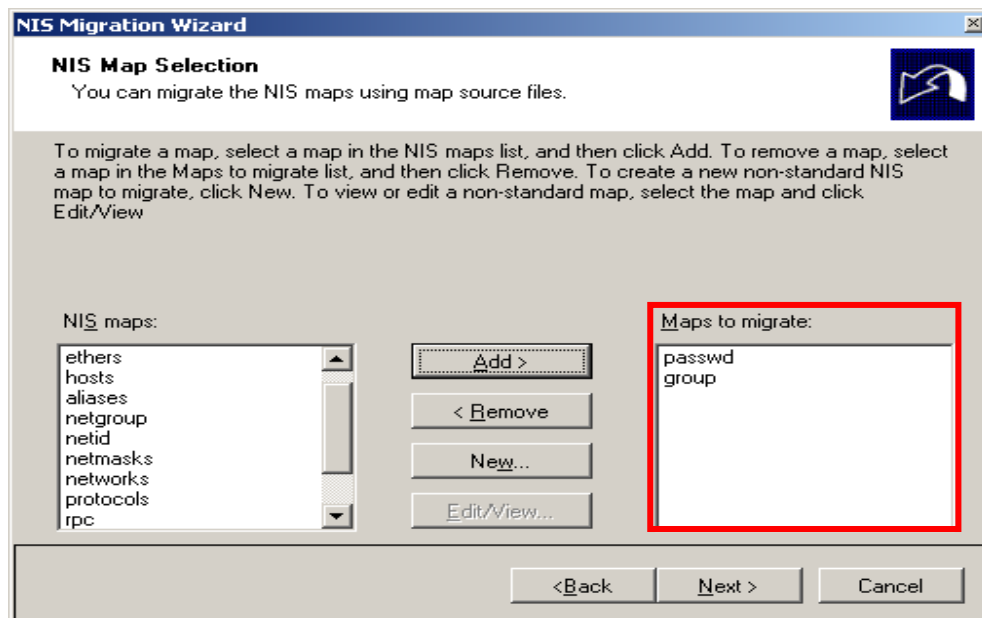 NIS Migration Wizard
NIS Map Selection
You can migrate the NIS maps using map source files.
To migrate a map, select a map in the NIS maps list, and then click Add. To remove a map, select
a map in the Maps to migrate list, and then click Remove. To create a new non-standard NIS
map to migrate, click New. To view or edit a non-standard map, select the map and click
Edit/View
NIS maps:
ethers
hosts
aliases
netgroup
netid
netmasks
networks
protocols
rpc
Add >
< Remove
New...
Edit/View...
Maps to migrate:
passwd
group
<Back
Next >
Cancel